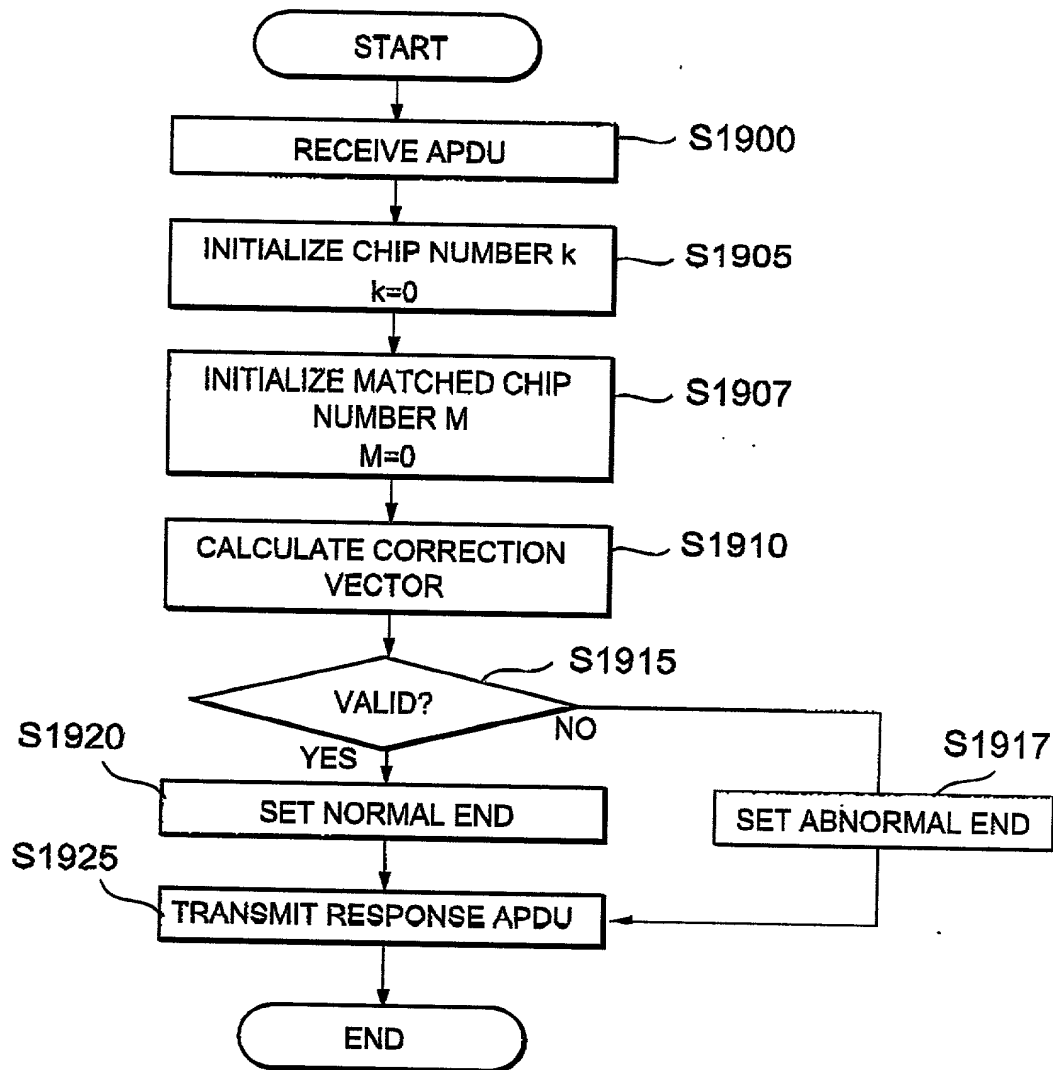 START
RECEIVE APDU
S1900
INITIALIZE CHIP NUMBER k
k=0
S1905
INITIALIZE MATCHED CHIP
NUMBER M
M=0
S1907
CALCULATE CORRECTION
VECTOR
S1910
VALID?
S1915
YES
NO
S1920
SET NORMAL END
S1917
SET ABNORMAL END
S1925
TRANSMIT RESPONSE APDU
END